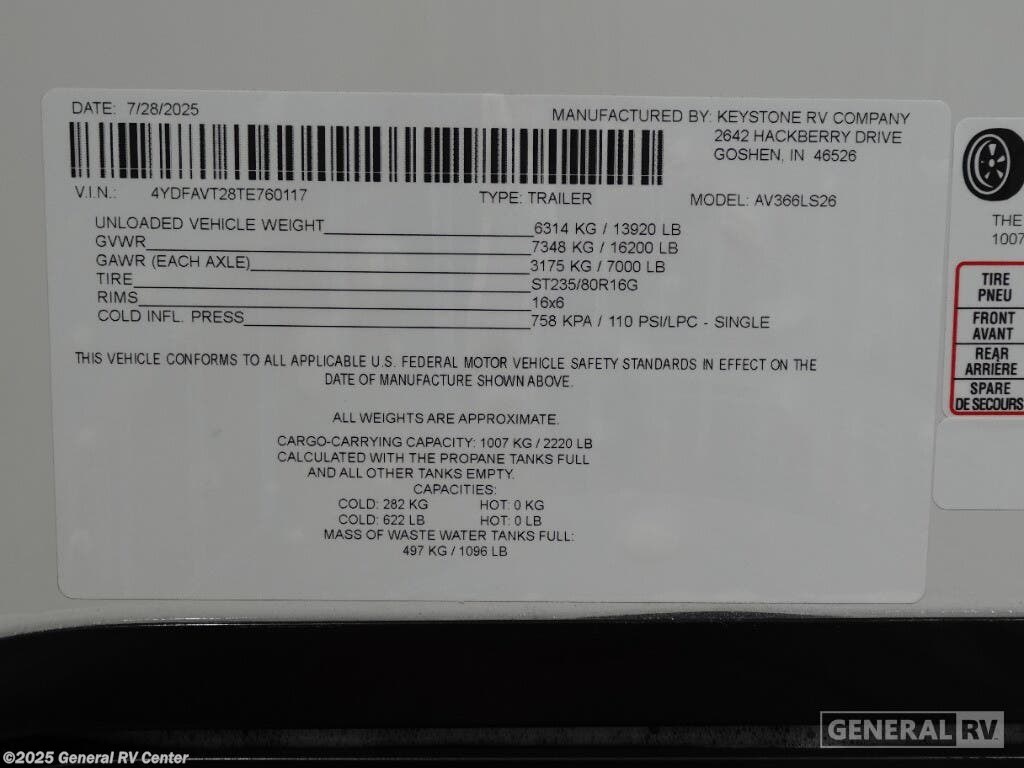 DATE: 7/28/2025
MANUFACTURED BY: KEYSTONE RV COMPANY
2642 HACKBERRY DRIVE
GOSHEN, IN 46526
V.I.N.: 4YDFAVT28TE760117 TYPE: TRAILER MODEL: AV366LS26
UNLOADED VEHICLE WEIGHT 6314 KG / 13920 LB
GVWR 7348 KG / 16200 LB
GAWR (EACH AXLE) 3175 KG / 7000 LB
TIRE ST235/80R16G
RIMS 16x6
COLD INFL. PRESS 758 KPA / 110 PSI/LPC - SINGLE
THIS VEHICLE CONFORMS TO ALL APPLICABLE U.S. FEDERAL MOTOR VEHICLE SAFETY STANDARDS IN EFFECT ON THE
DATE OF MANUFACTURE SHOWN ABOVE.
ALL WEIGHTS ARE APPROXIMATE.
CARGO-CARRYING CAPACITY: 1007 KG / 2220 LB
CALCULATED WITH THE PROPANE TANKS FULL
AND ALL OTHER TANKS EMPTY.
CAPACITIES:
COLD: 282 KG HOT: 0 KG
COLD: 622 LB HOT: 0 LB
MASS OF WASTE WATER TANKS FULL:
497 KG / 1096 LB
THE
1007
TIRE
PNEU
FRONT
AVANT
REAR
ARRIÈRE
SPARE
DE SECOURS
GENERAL RV
©2025 General RV Center